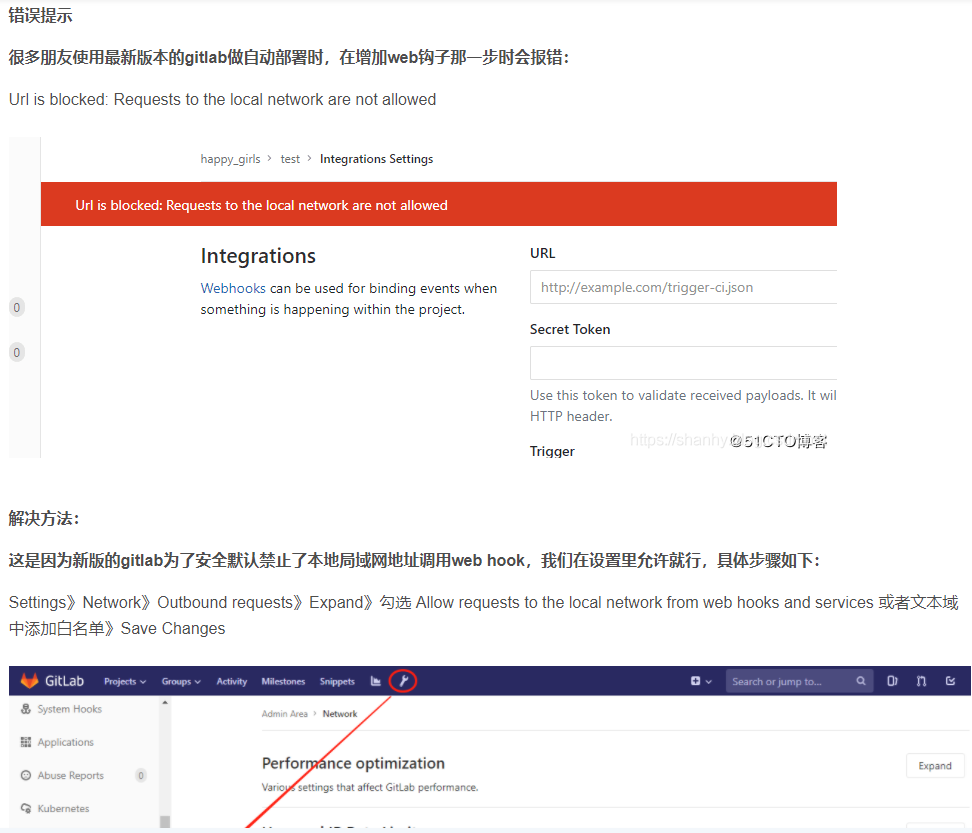 错误提示
很多朋友使用最新版本的gitlab做自动部署时，在增加web钩子那一步时会报错：
Url is blocked: Requests to the local network are not allowed
happy_girls > test > Integrations Settings
Url is blocked: Requests to the local network are not allowed
Integrations
Webhooks can be used for binding events when
something is happening within the project.
0
0
URL
http://example.com/trigger-ci.json
Secret Token
Use this token to validate received payloads. It wil
HTTP header.
Trigger
https://shanhy
@51CTO博客
解决方法：
这是因为新版的gitlab为了安全默认禁止了本地局域网地址调用web hook，我们在设置里允许就行，具体步骤如下：
Settings》Network》Outbound requests》Expand》勾选 Allow requests to the local network from web hooks and services 或者文本域
中添加白名单》Save Changes
GitLab Projects Groups Activity Milestones Snippets Search or jump to...
System Hooks
Applications
Abuse Reports 0
Kubernetes
Admin Area > Network
Performance optimization
Various settings that affect GitLab performance.
Expand